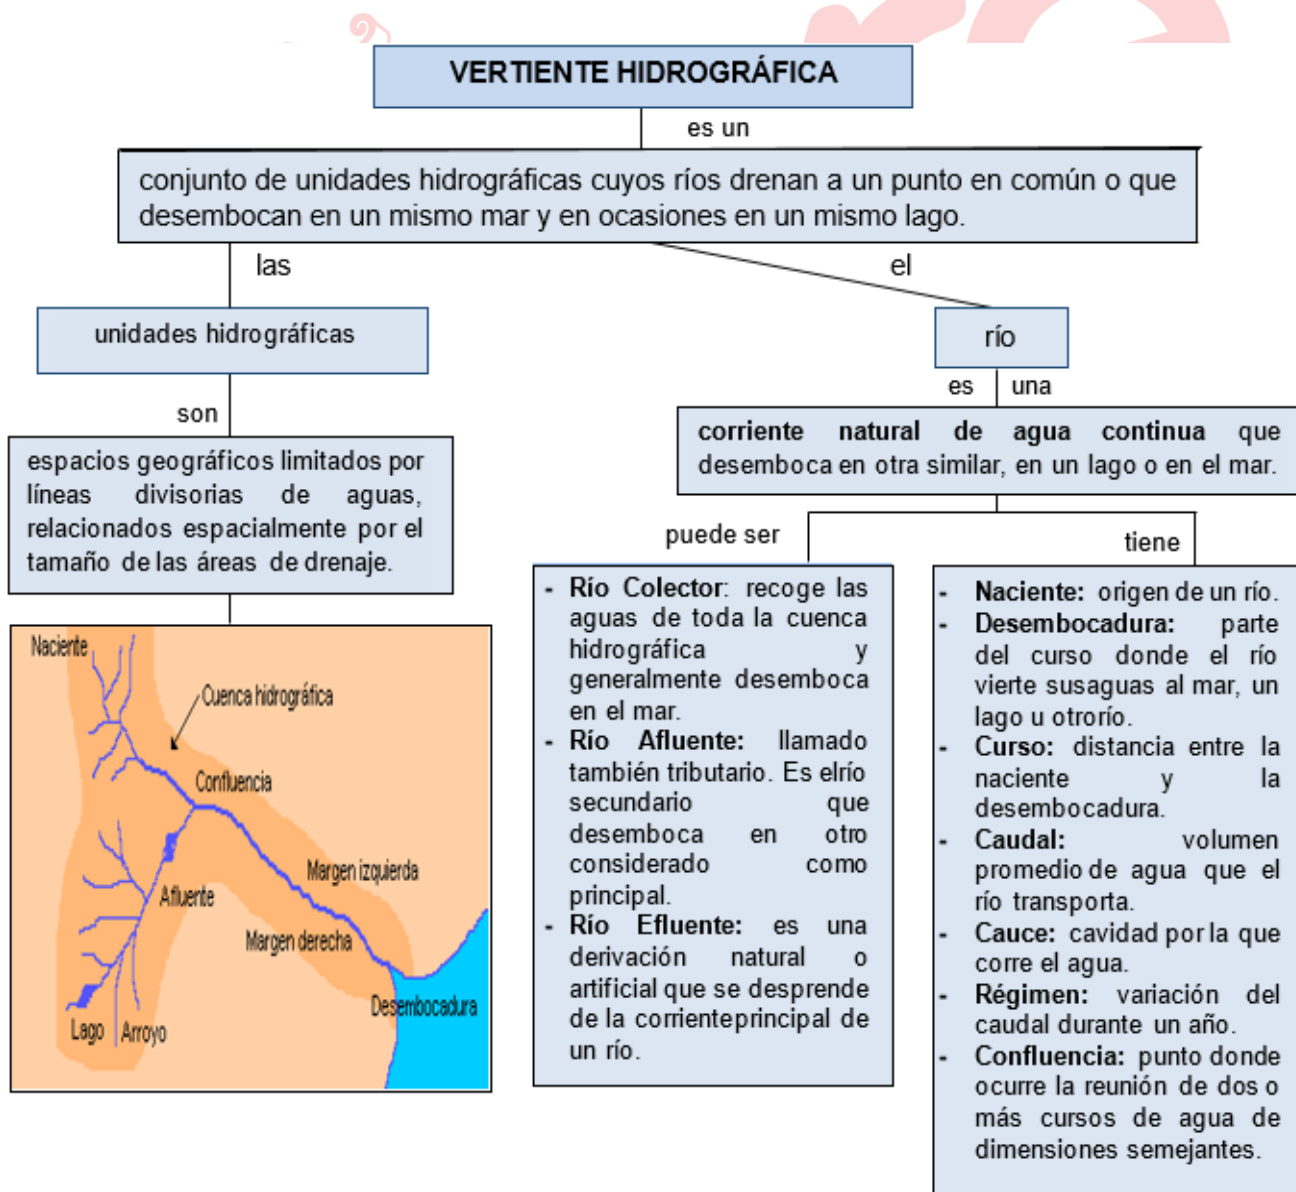 VERTIENTE HIDROGRÁFICA
es un
conjunto de unidades hidrográficas cuyos ríos drenan a un punto en común o que
desembocan en un mismo mar y en ocasiones en un mismo lago.
las
el
unidades hidrográficas
río
son
es una
espacios geográficos limitados por
líneas divisorias de aguas,
relacionados espacialmente por el
tamaño de las áreas de drenaje.
corriente natural de agua continua que
desemboca en otra similar, en un lago o en el mar.
puede ser
tiene
Naciente
Cuenca hidrográfica
Confluencia
Margen izquierda
Afluente
Margen derecha
Desembocadura
Lago
Arroyo
- Río Colector: recoge las
aguas de toda la cuenca
hidrográfica y
generalmente desemboca
en el mar.
- Río Afluente: llamado
también tributario. Es elrío
secundario que
desemboca en otro
considerado como
principal.
- Río Efluente: es una
derivación natural o
artificial que se desprende
de la corrienteprincipal de
un río.
- Naciente: origen de un río.
- Desembocadura: parte
del curso donde el río
vierte susaguas al mar, un
lago u otrorío.
- Curso: distancia entre la
naciente y la
desembocadura.
- Caudal: volumen
promedio de agua que el
río transporta.
- Cauce: cavidad por la que
corre el agua.
- Régimen: variación del
caudal durante un año.
- Confluencia: punto donde
ocurre la reunión de dos o
más cursos de agua de
dimensiones semejantes.